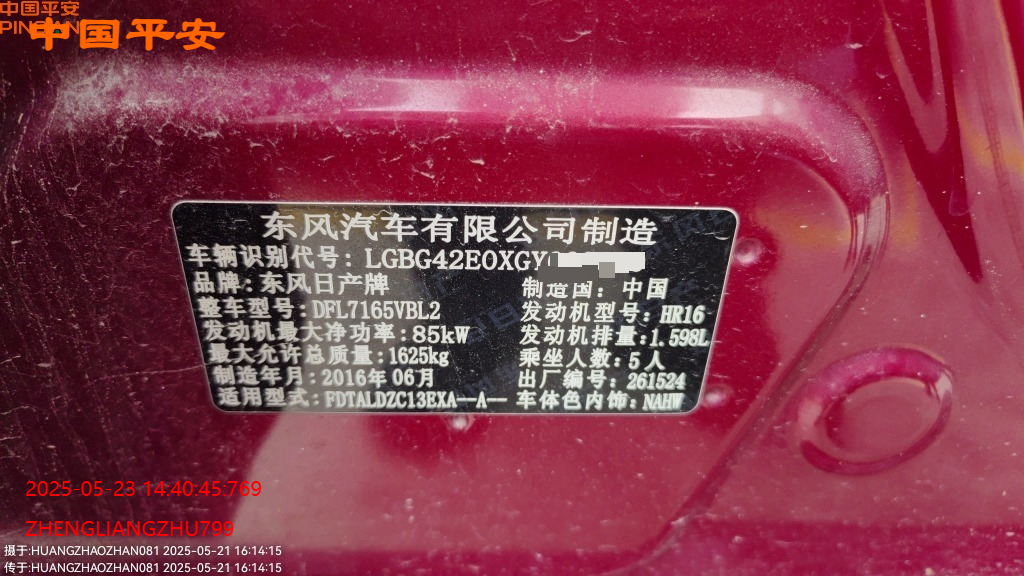 中国平安
PIN AN
中国平安
东风汽车有限公司制造
车辆识别代号: LGBG42E0XGY
品牌: 东风日产牌 制造国: 中国
整车型号: DFL7165VBL2 发动机型号: HR16
发动机最大净功率: 85kW 发动机排量: 1.598L
最大允许总质量: 1625kg 乘坐人数: 5人
制造年月: 2016年06月 出厂编号: 261524
适用型式: FDTALDZC13EXA--A-- 车体色内饰: NAHW
2025-05-23 14:40:45:769
ZHENGLIANGZHU799
摄于:HUANGZHAOZHAN081 2025-05-21 16:14:15
传于:HUANGZHAOZHAN081 2025-05-21 16:14:15